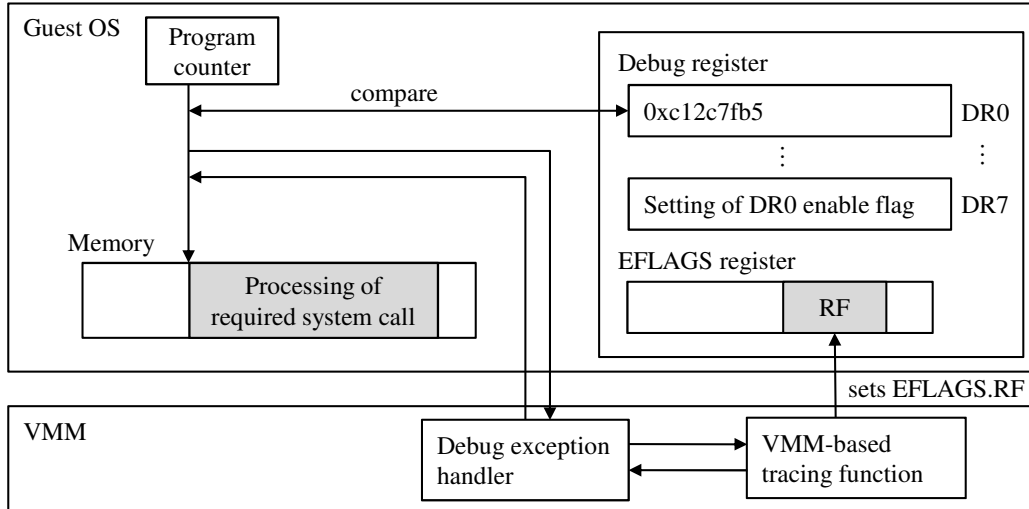 Guest OS
Program
counter
compare
Debug register
0xc12c7fb5
DR0
⋮
⋮
Setting of DR0 enable flag
DR7
Memory
Processing of
required system call
EFLAGS register
RF
sets EFLAGS.RF
VMM
Debug exception
handler
VMM-based
tracing function